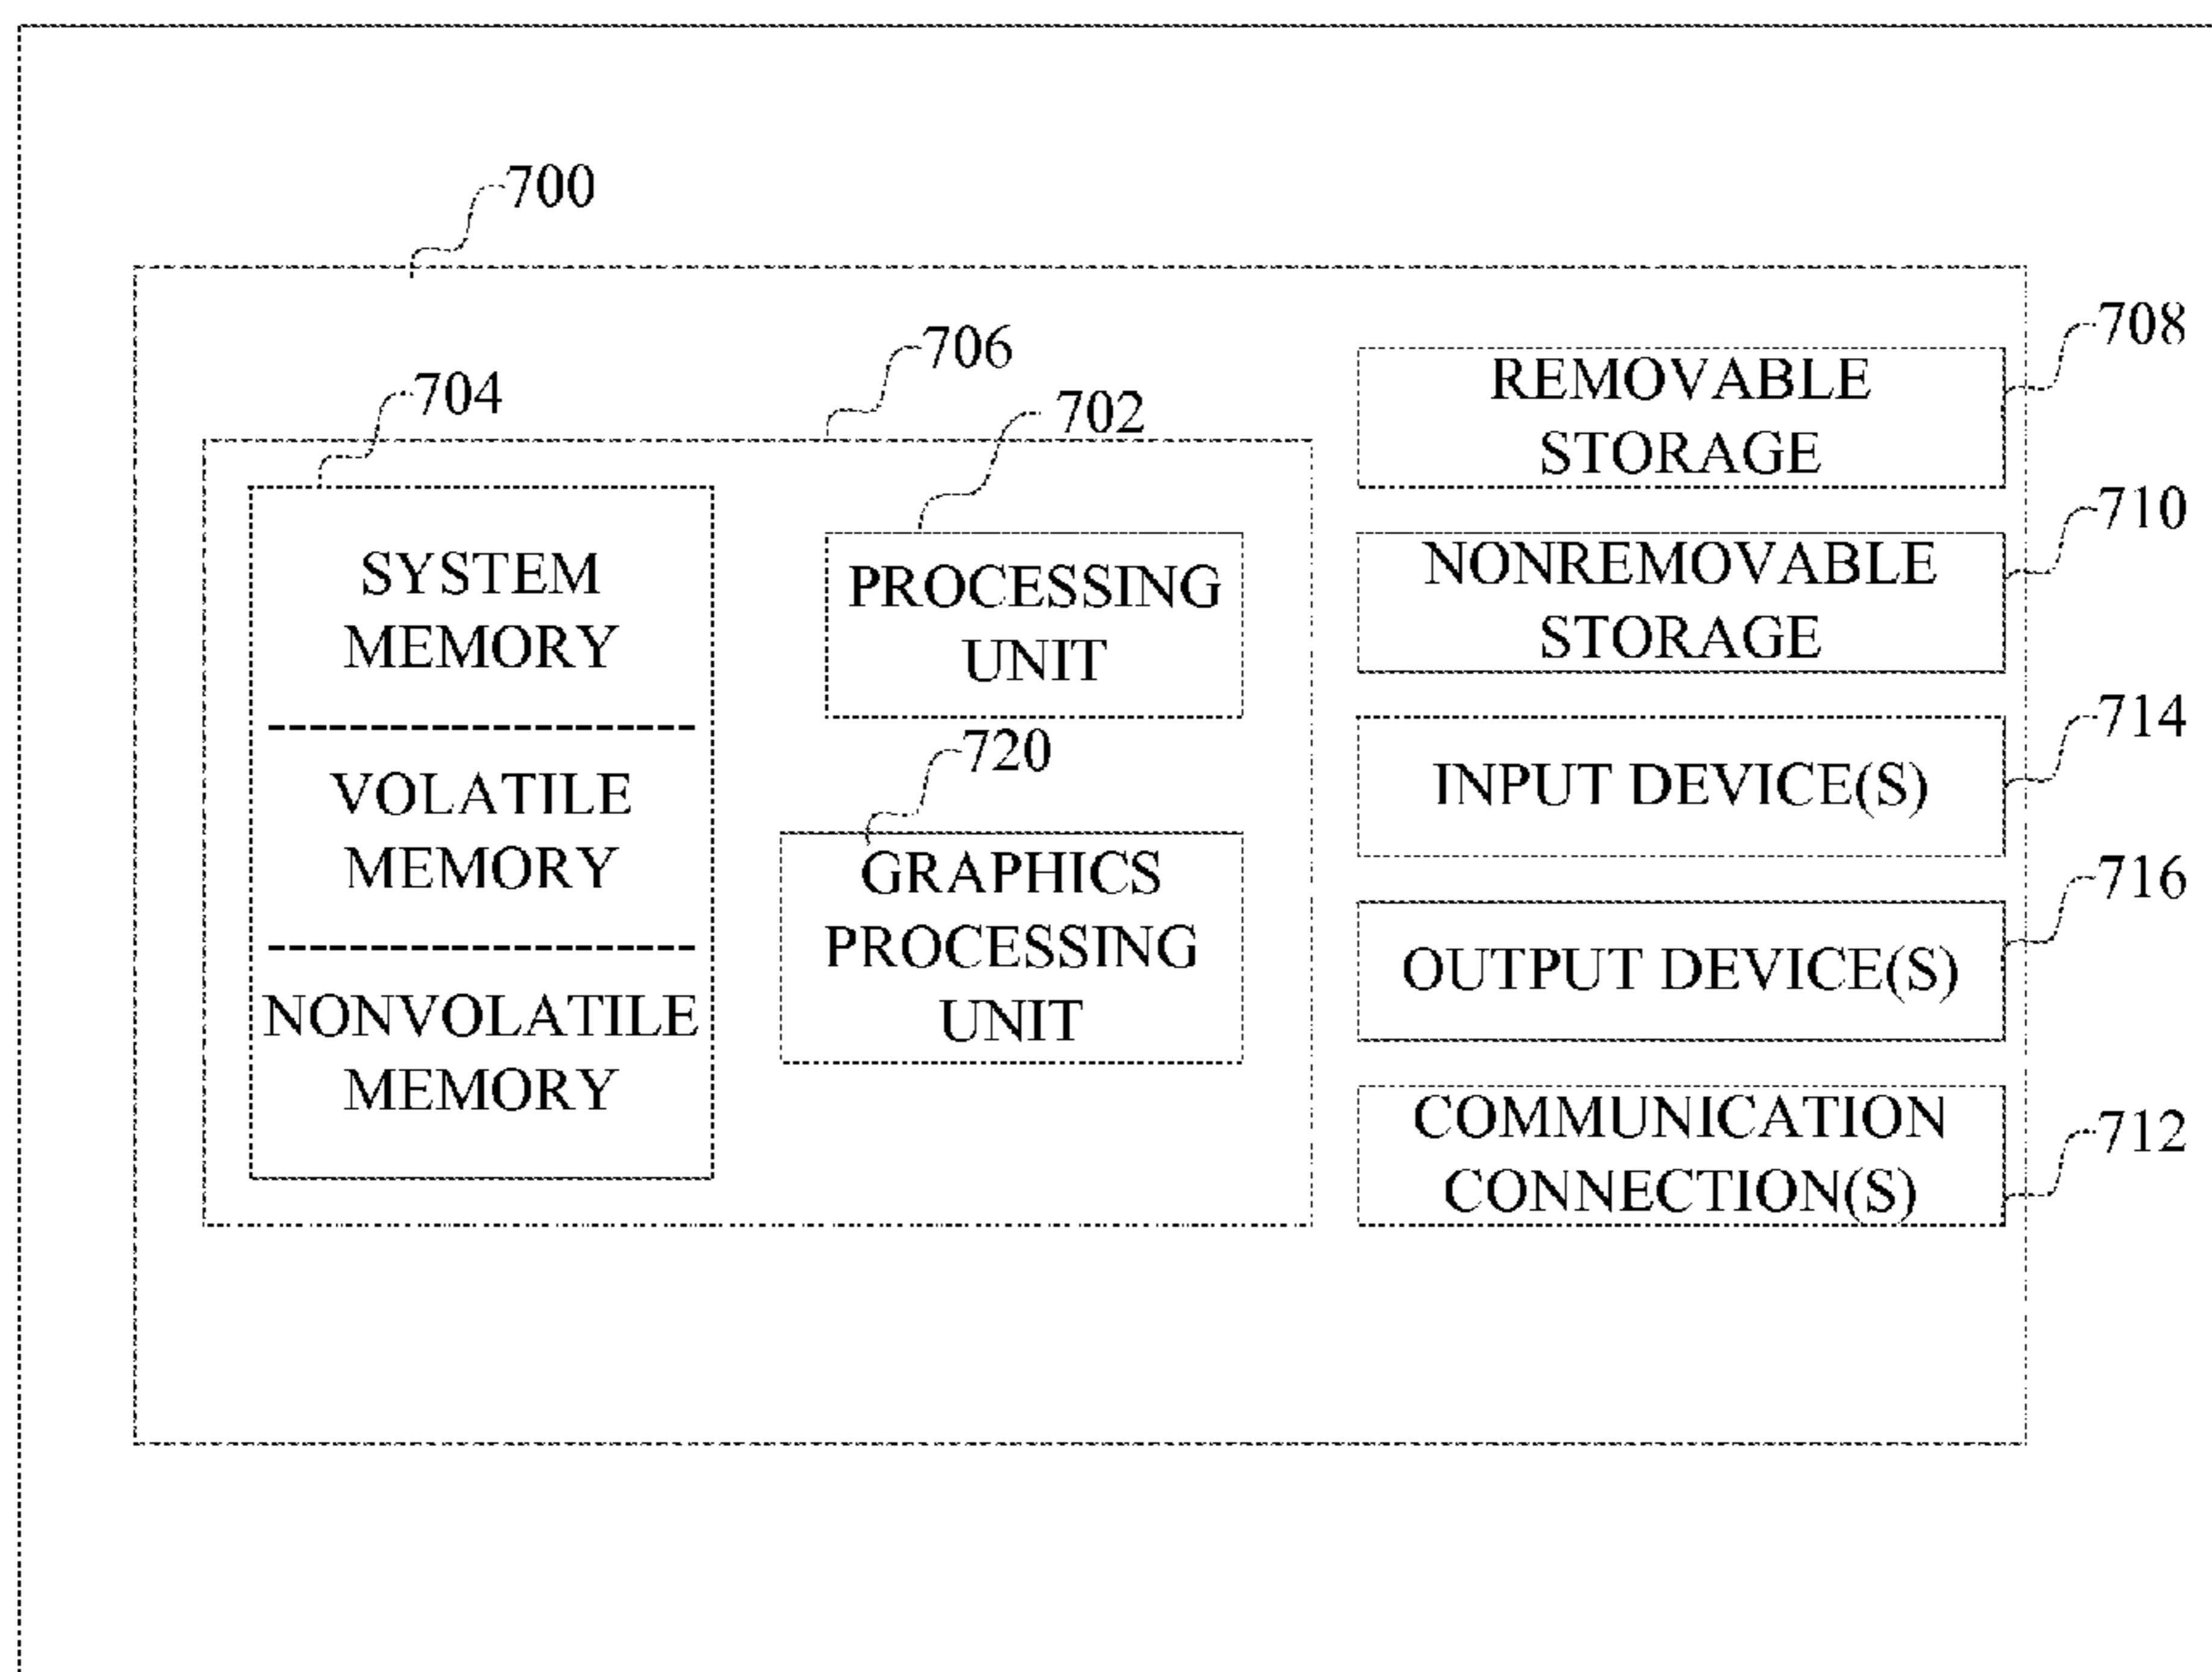 700
706
704
702
SYSTEM
MEMORY
VOLATILE
MEMORY
NONVOLATILE
MEMORY
PROCESSING
UNIT
720
GRAPHICS
PROCESSING
UNIT
708
REMOVABLE
STORAGE
710
NONREMOVABLE
STORAGE
714
INPUT DEVICE(S)
716
OUTPUT DEVICE(S)
712
COMMUNICATION
CONNECTION(S)